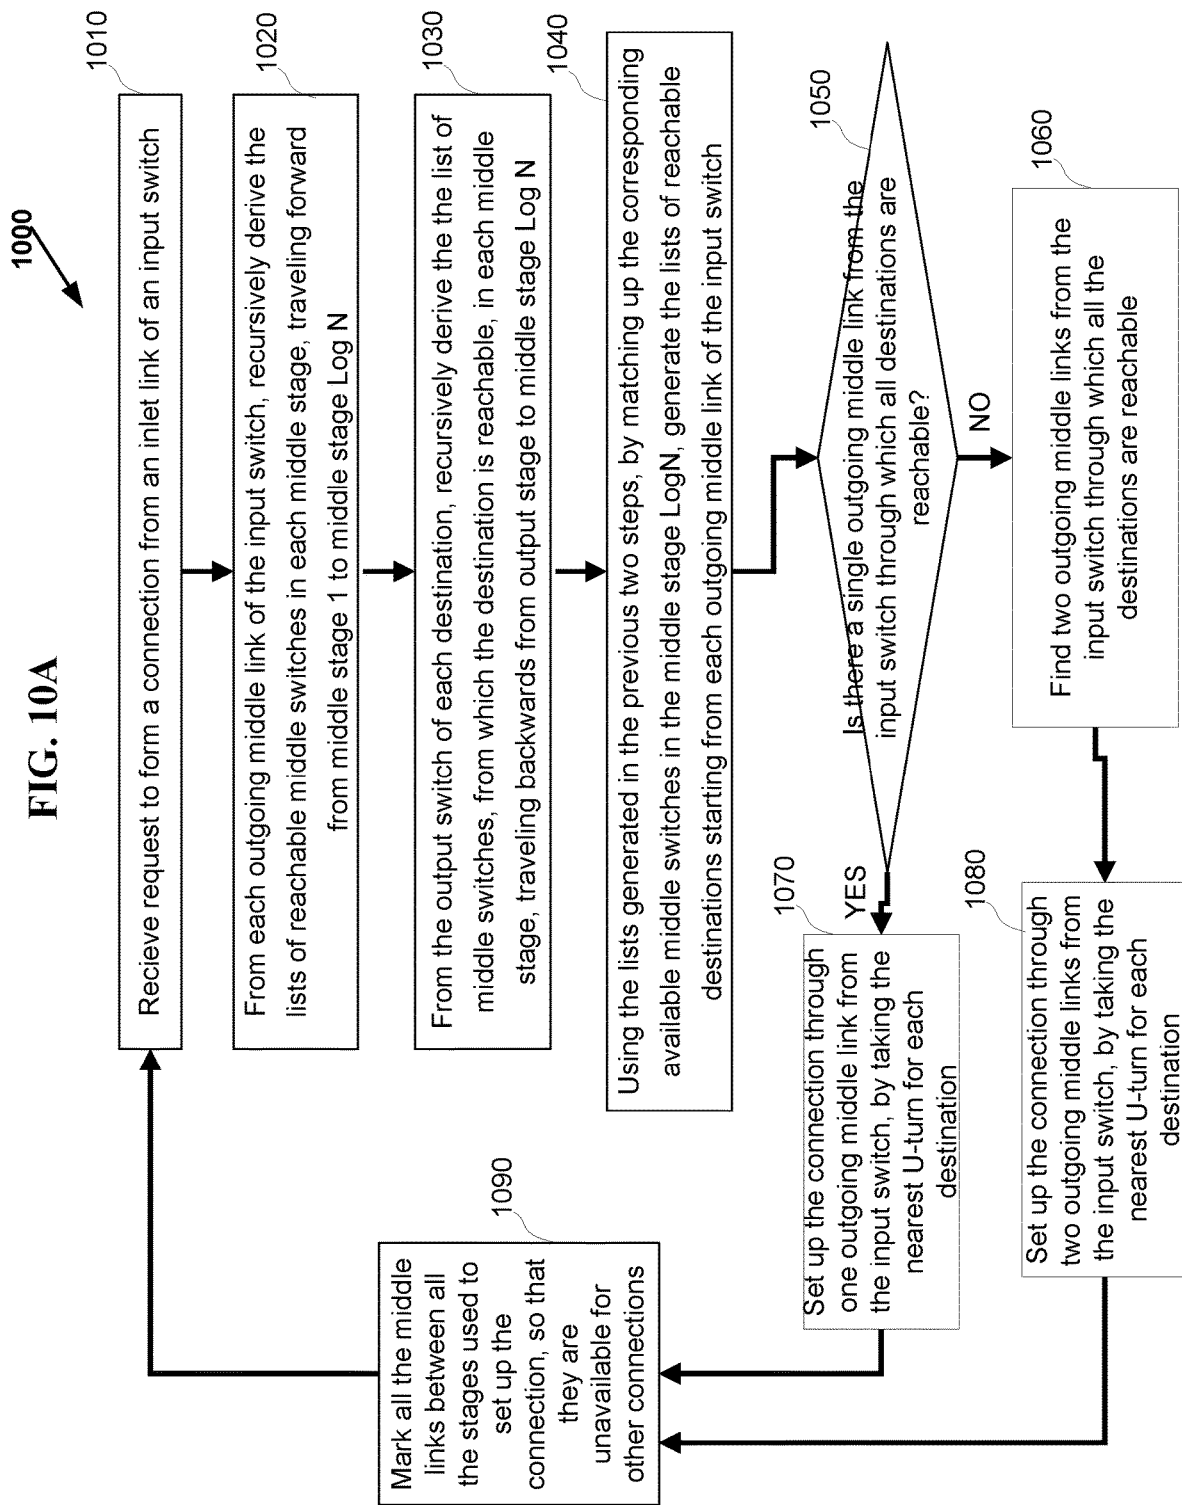 FIG. 10A
1000
1010
Recieve request to form a connection from an inlet link of an input switch
1020
From each outgoing middle link of the input switch, recursively derive the
lists of reachable middle switches in each middle stage, traveling forward
from middle stage 1 to middle stage Log N
1030
From the output switch of each destination, recursively derive the the list of
middle switches, from which the destination is reachable, in each middle
stage, traveling backwards from output stage to middle stage Log N
1040
Using the lists generated in the previous two steps, by matching up the corresponding
available middle switches in the middle stage LogN, generate the lists of reachable
destinations starting from each outgoing middle link of the input switch
1050
Is there a single outgoing middle link from the
input switch through which all destinations are
reachable?
YES
NO
1060
Find two outgoing middle links from the
input switch through which all the
destinations are reachable
1070
Set up the connection through
one outgoing middle link from
the input switch, by taking the
nearest U-turn for each
destination
1080
Set up the connection through
two outgoing middle links from
the input switch, by taking the
nearest U-turn for each
destination
1090
Mark all the middle
links between all
the stages used to
set up the
connection, so that
they are
unavailable for
other connections